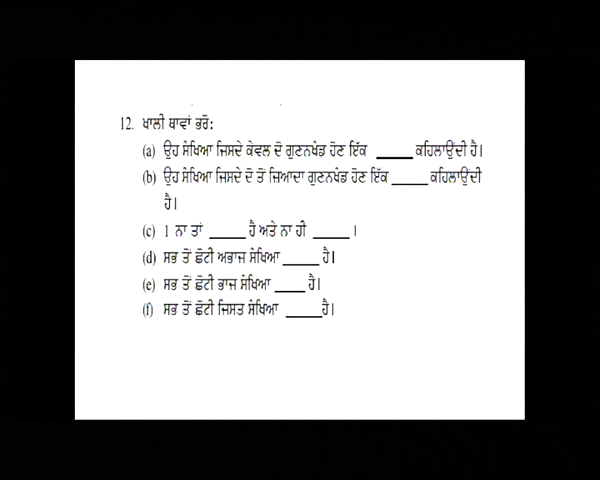 12. ਖਾਲੀ ਥਾਵਾਂ ਭਰੋ:
(a) ਉਹ ਸੰਖਿਆ ਜਿਸਦੇ ਕੇਵਲ ਦੋ ਗੁਣਨਖੰਡ ਹੋਣ ਇੱਕ _____ ਕਹਿਲਾਉਂਦੀ ਹੈ।
(b) ਉਹ ਸੰਖਿਆ ਜਿਸਦੇ ਦੋ ਤੋਂ ਜ਼ਿਆਦਾ ਗੁਣਨਖੰਡ ਹੋਣ ਇੱਕ _____ ਕਹਿਲਾਉਂਦੀ
ਹੈ।
(c) 1 ਨਾ ਤਾਂ _____ ਹੈ ਅਤੇ ਨਾ ਹੀ _____ ।
(d) ਸਭ ਤੋਂ ਛੋਟੀ ਅਭਾਜ ਸੰਖਿਆ _____ ਹੈ।
(e) ਸਭ ਤੋਂ ਛੋਟੀ ਭਾਜ ਸੰਖਿਆ _____ ਹੈ।
(f) ਸਭ ਤੋਂ ਛੋਟੀ ਜਿਸਤ ਸੰਖਿਆ _____ਹੈ।